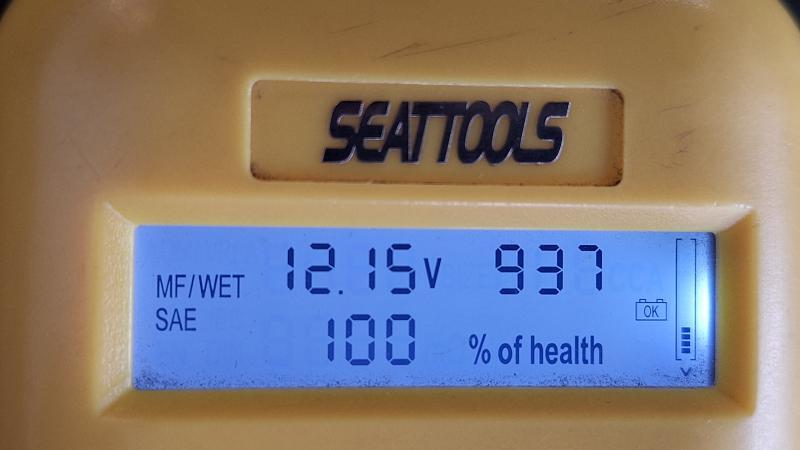 SEATTOOLS
MF/WET 12.15V 937
SAE
100 % of health
OK